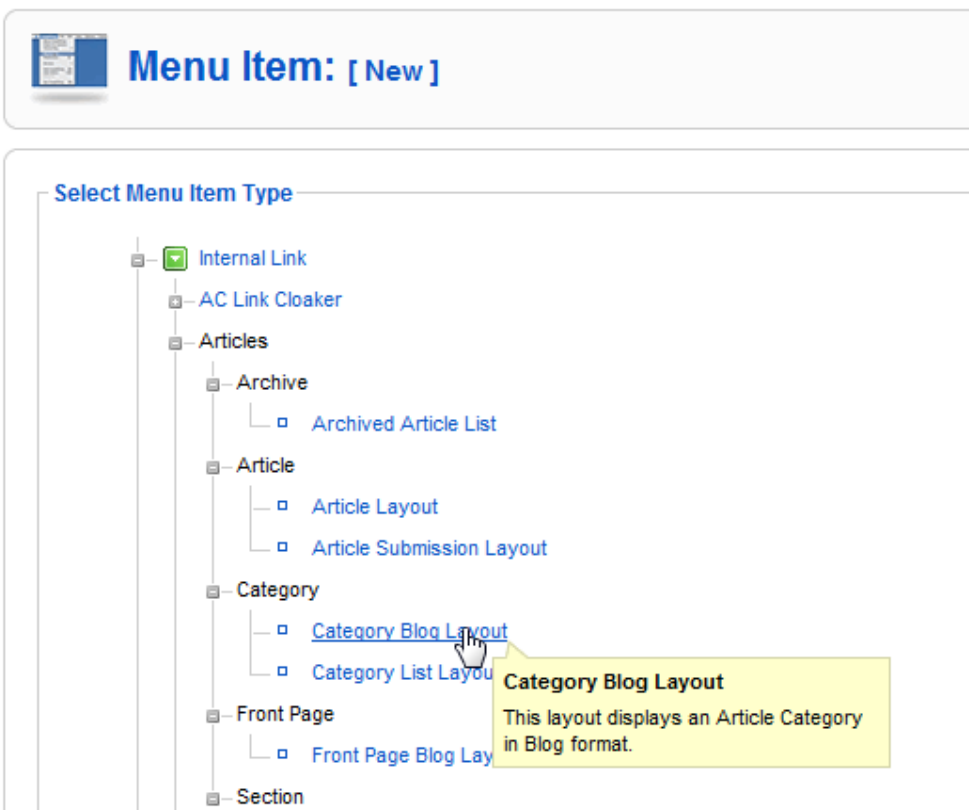 Menu Item: [ New ]
Select Menu Item Type
Internal Link
AC Link Cloaker
Articles
Archive
Archived Article List
Article
Article Layout
Article Submission Layout
Category
Category Blog Layout
Category List Layou
Category Blog Layout
This layout displays an Article Category
in Blog format.
Front Page
Front Page Blog Lay
Section